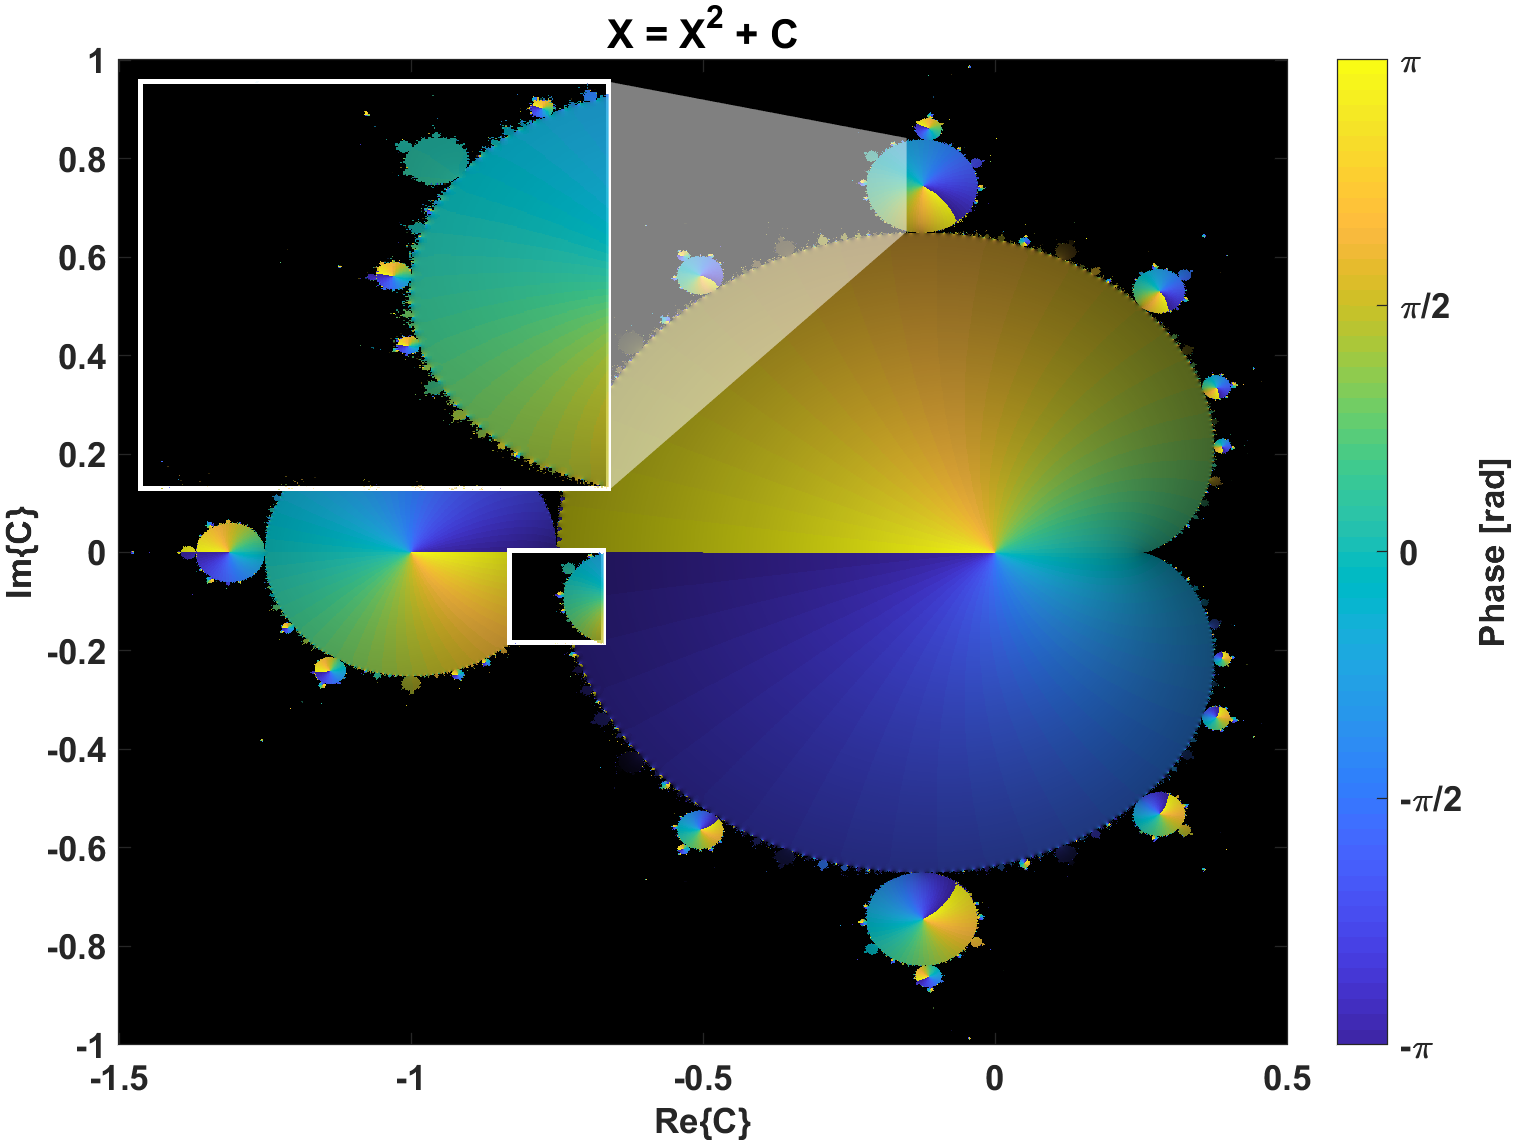 X = X² + C
1
0.8
0.6
0.4
0.2
0
-0.2
-0.4
-0.6
-0.8
-1
Im{C}
-1.5 -1 -0.5 0 0.5
Re{C}
π
π/2
0
-π/2
-π
Phase [rad]